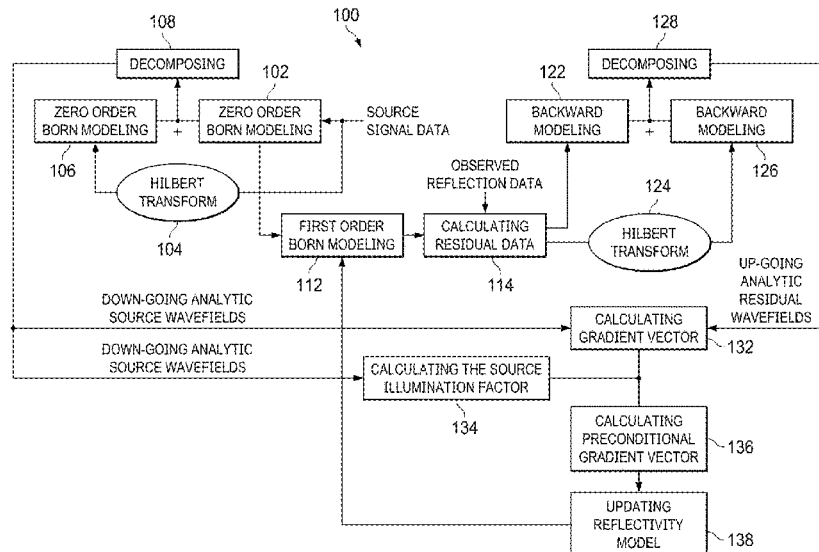 100
108
DECOMPOSING
128
DECOMPOSING
102
ZERO ORDER
BORN MODELING
106
ZERO ORDER
BORN MODELING
SOURCE
SIGNAL DATA
122
BACKWARD
MODELING
BACKWARD
MODELING
126
+
+
HILBERT
TRANSFORM
104
OBSERVED
REFLECTION DATA
124
HILBERT
TRANSFORM
FIRST ORDER
BORN MODELING
112
CALCULATING
RESIDUAL DATA
114
UP-GOING
ANALYTIC
RESIDUAL
WAVEFIELDS
DOWN-GOING ANALYTIC
SOURCE WAVEFIELDS
CALCULATING
GRADIENT VECTOR
132
DOWN-GOING ANALYTIC
SOURCE WAVEFIELDS
CALCULATING THE SOURCE
ILLUMINATION FACTOR
134
CALCULATING
PRECONDITIONAL
GRADIENT VECTOR
136
UPDATING
REFLECTIVITY
MODEL
138